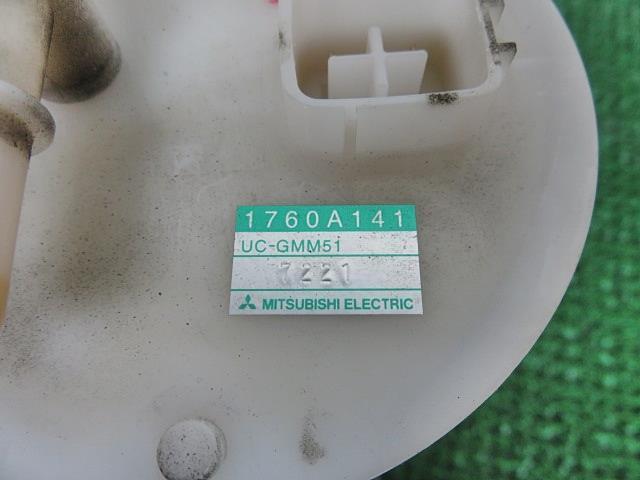 1760A141
UC-GMM51
7221
MITSUBISHI ELECTRIC